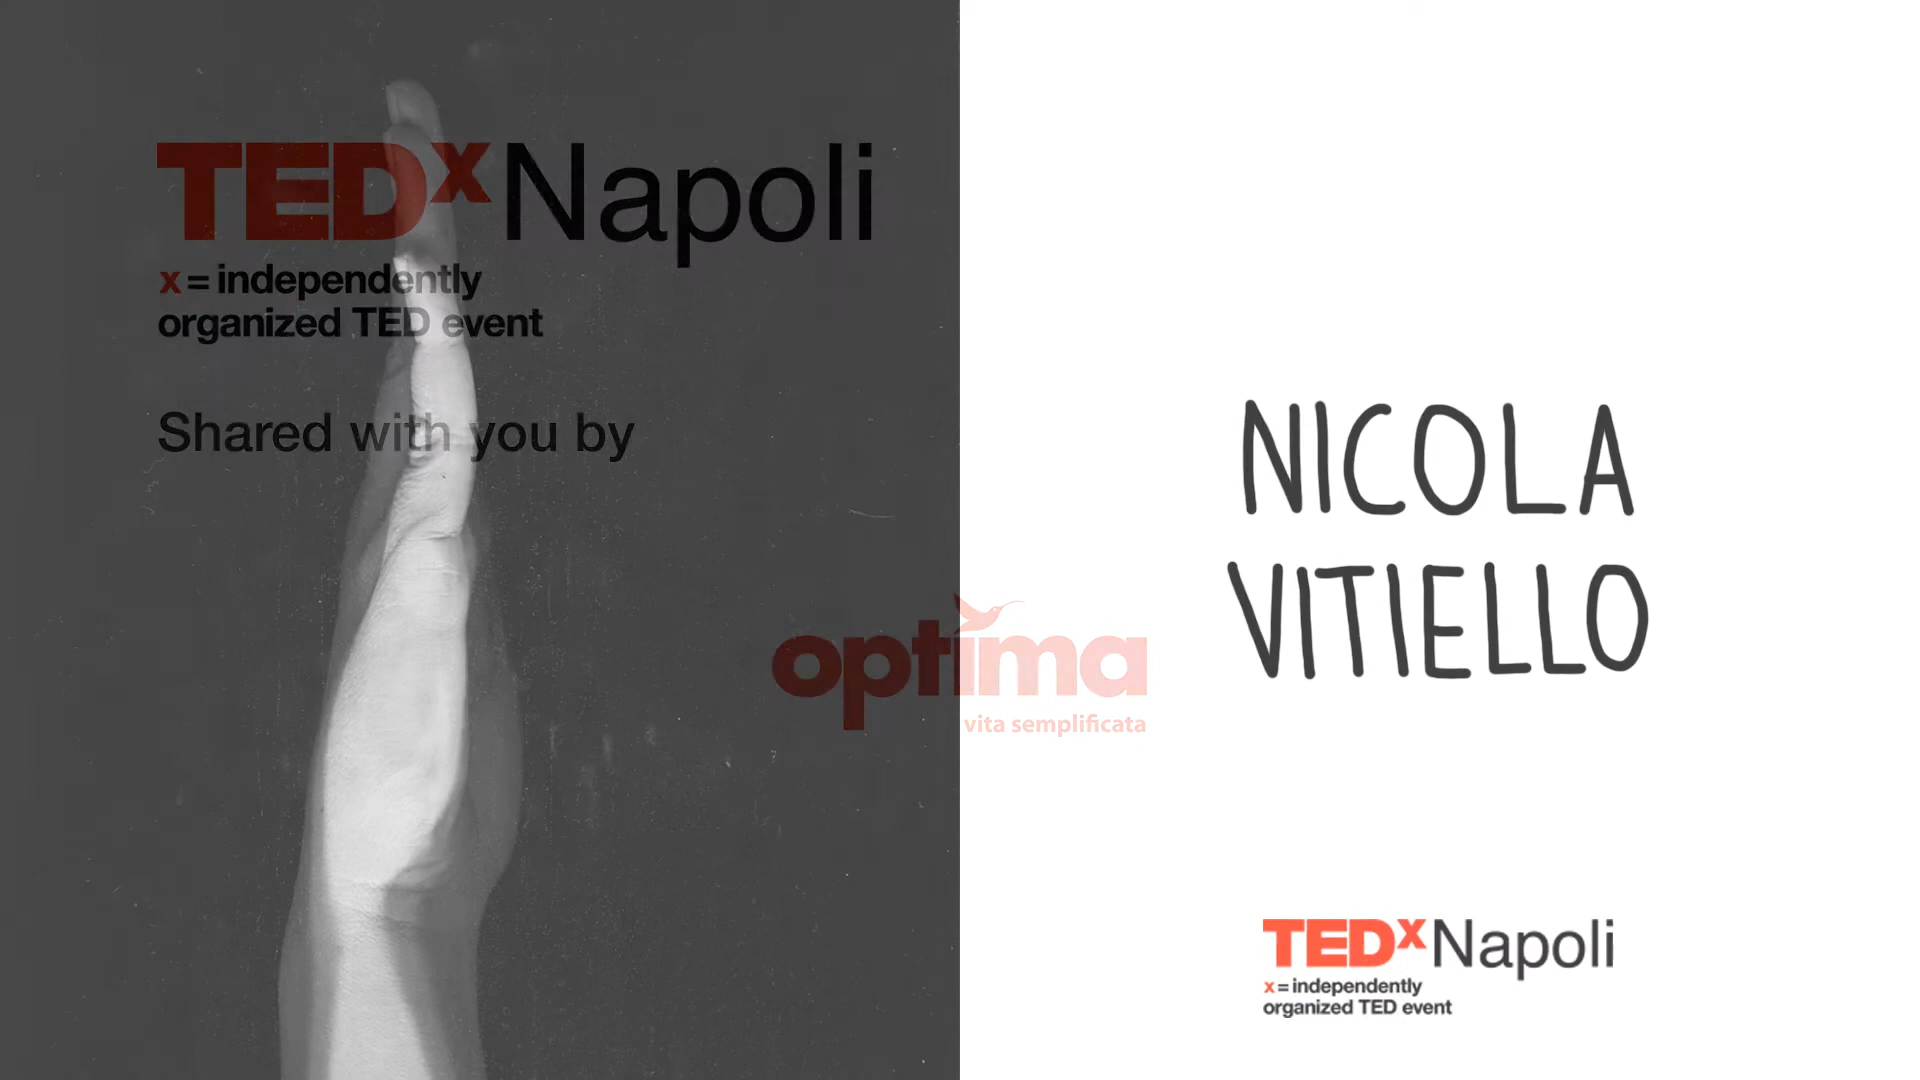 TEDxNapoli
x = independently
organized TED event
Shared with you by
optima
vita semplificata
NICOLA
VITIELLO
TEDxNapoli
x = independently
organized TED event